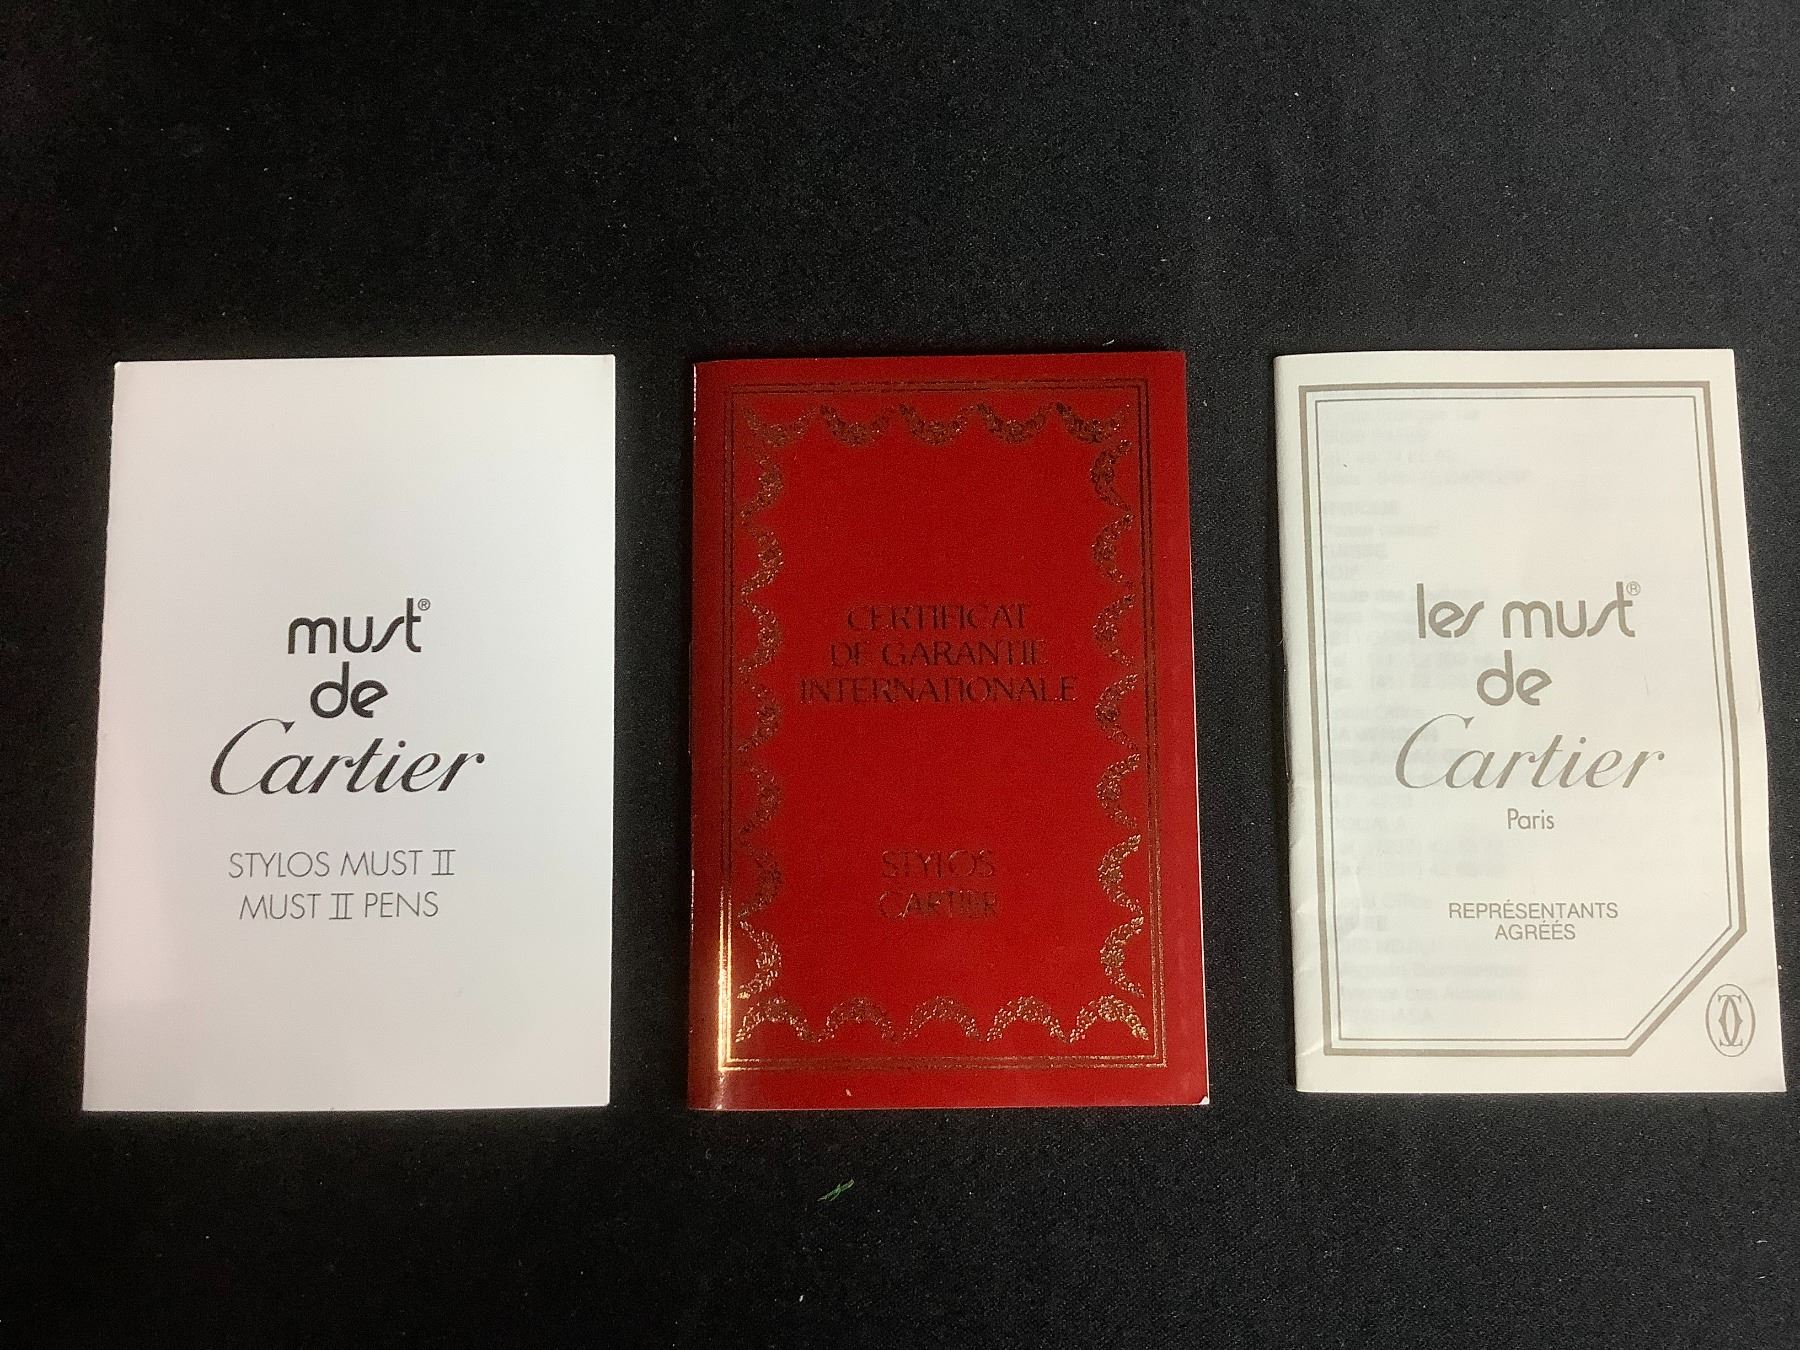 must®
de
Cartier
STYLOS MUST II
MUST II PENS
CERTIFICAT
DE GARANTIE
INTERNATIONALE
STYLOS
CARTIER
les must®
de
Cartier
Paris
REPRÉSENTANTS
AGRÉÉS